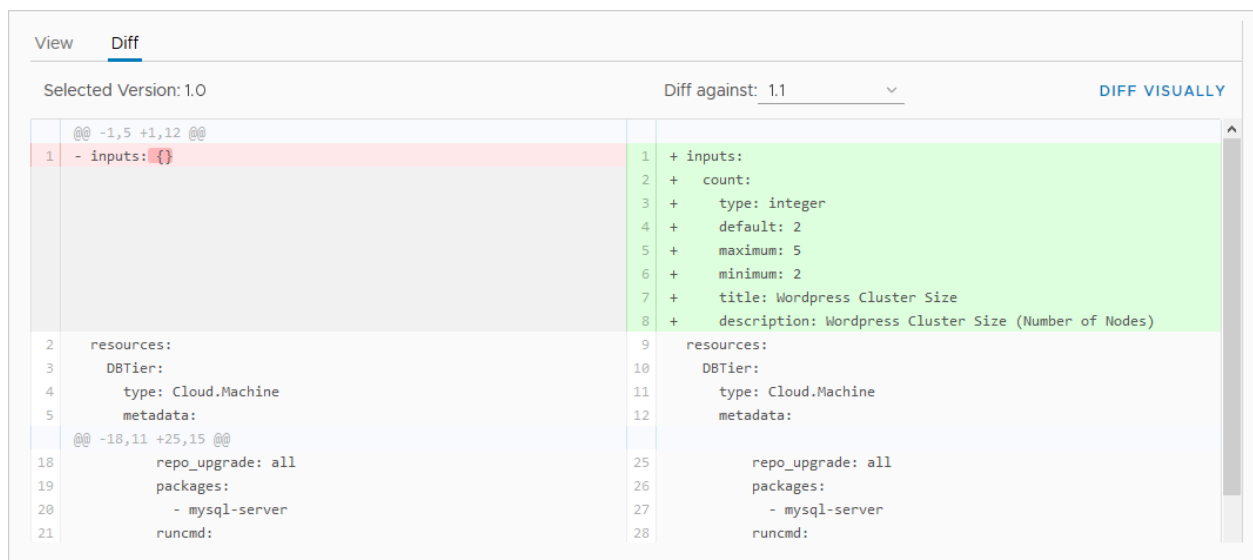 View Diff
Selected Version: 1.0 Diff against: 1.1 DIFF VISUALLY
@@ -1,5 +1,12 @@
1 - inputs: {} 1 + inputs:
2 + count:
3 + type: integer
4 + default: 2
5 + maximum: 5
6 + minimum: 2
7 + title: Wordpress Cluster Size
8 + description: Wordpress Cluster Size (Number of Nodes)
2 resources: 9 resources:
3 DBTier: 10 DBTier:
4 type: Cloud.Machine 11 type: Cloud.Machine
5 metadata: 12 metadata:
@@ -18,11 +25,15 @@
18 repo_upgrade: all 25 repo_upgrade: all
19 packages: 26 packages:
20 - mysql-server 27 - mysql-server
21 runcmd: 28 runcmd: